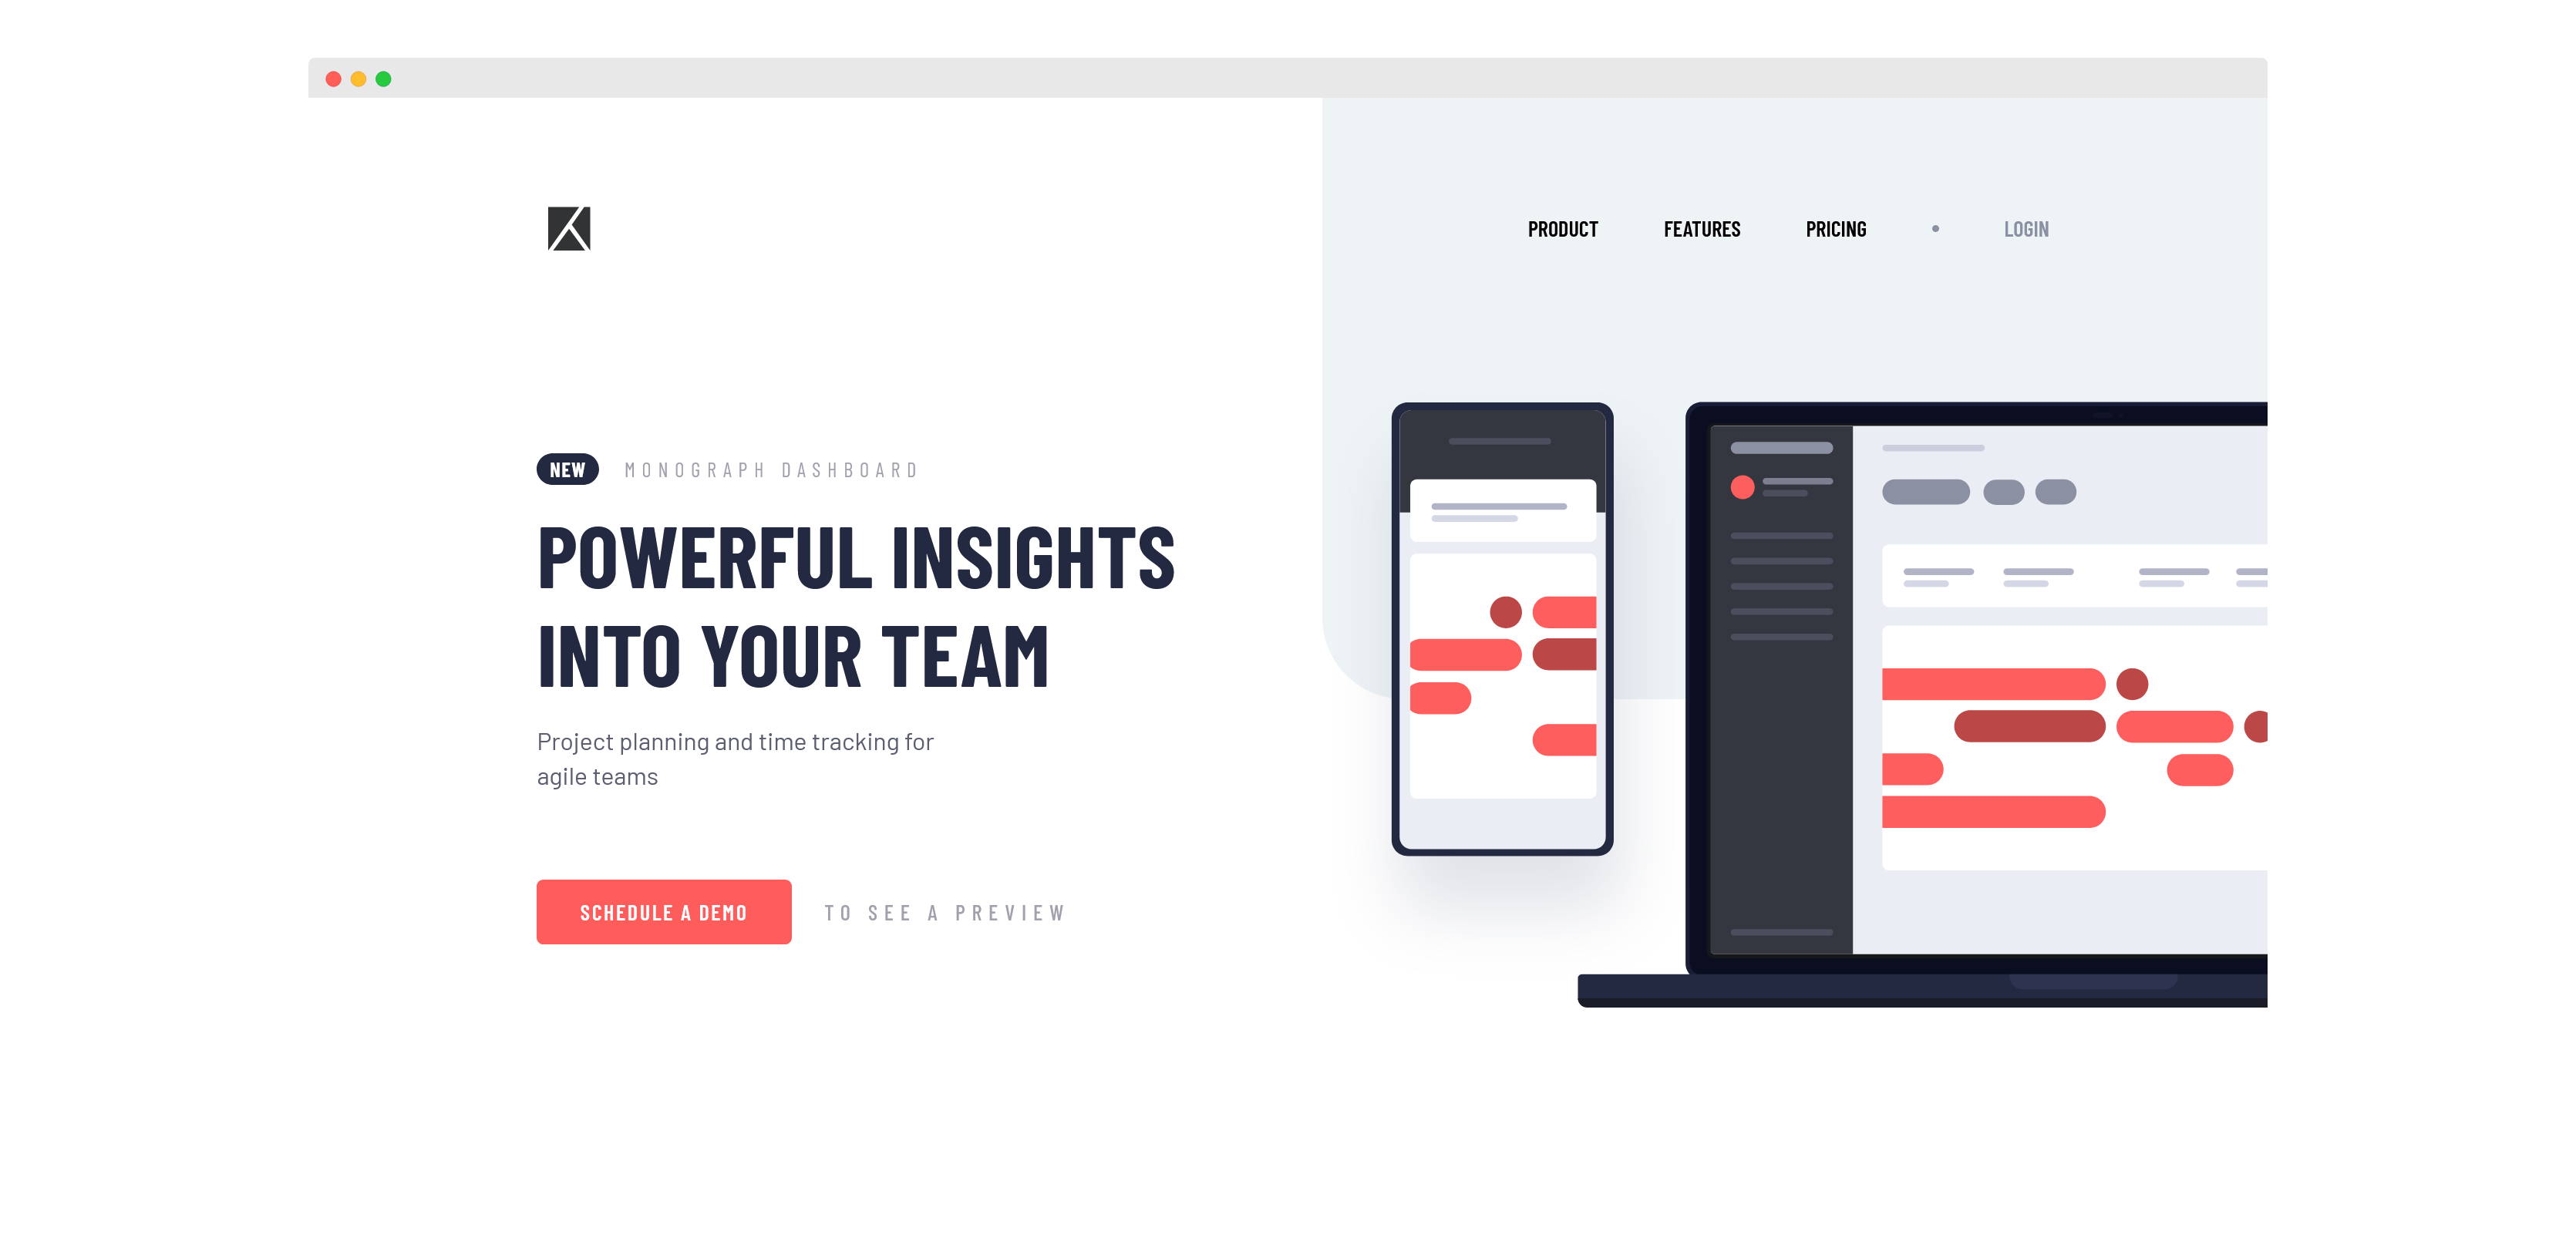 PRODUCT FEATURES PRICING • LOGIN
NEW MONOGRAPH DASHBOARD
POWERFUL INSIGHTS
INTO YOUR TEAM
Project planning and time tracking for
agile teams
SCHEDULE A DEMO TO SEE A PREVIEW